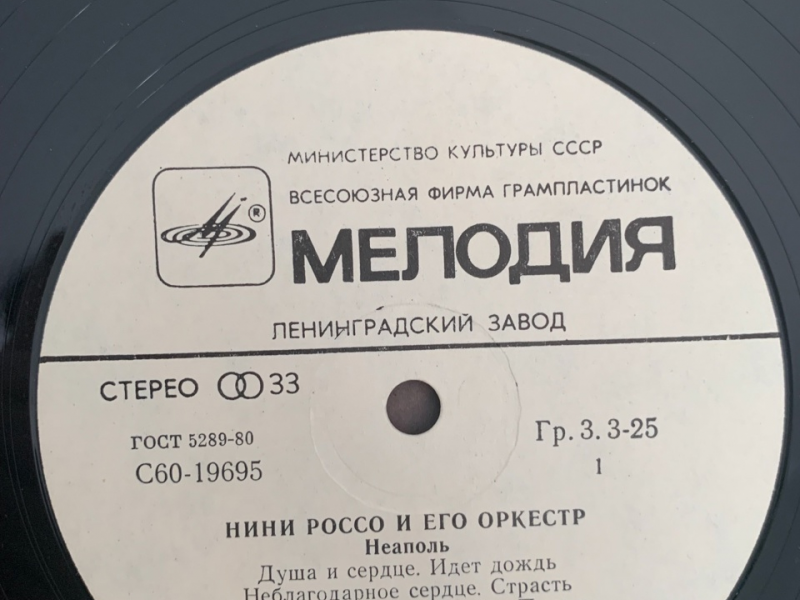 МИНИСТЕРСТВО КУЛЬТУРЫ СССР
ВСЕСОЮЗНАЯ ФИРМА ГРАМПЛАСТИНОК
®
МЕЛОДИЯ
ЛЕНИНГРАДСКИЙ ЗАВОД
СТЕРЕО 33
ГОСТ 5289-80
С60-19695
Гр. 3. 3-25
1
НИНИ РОССО И ЕГО ОРКЕСТР
Неаполь
Душа и сердце. Идет дождь
Неблагодарное сердце. Страсть